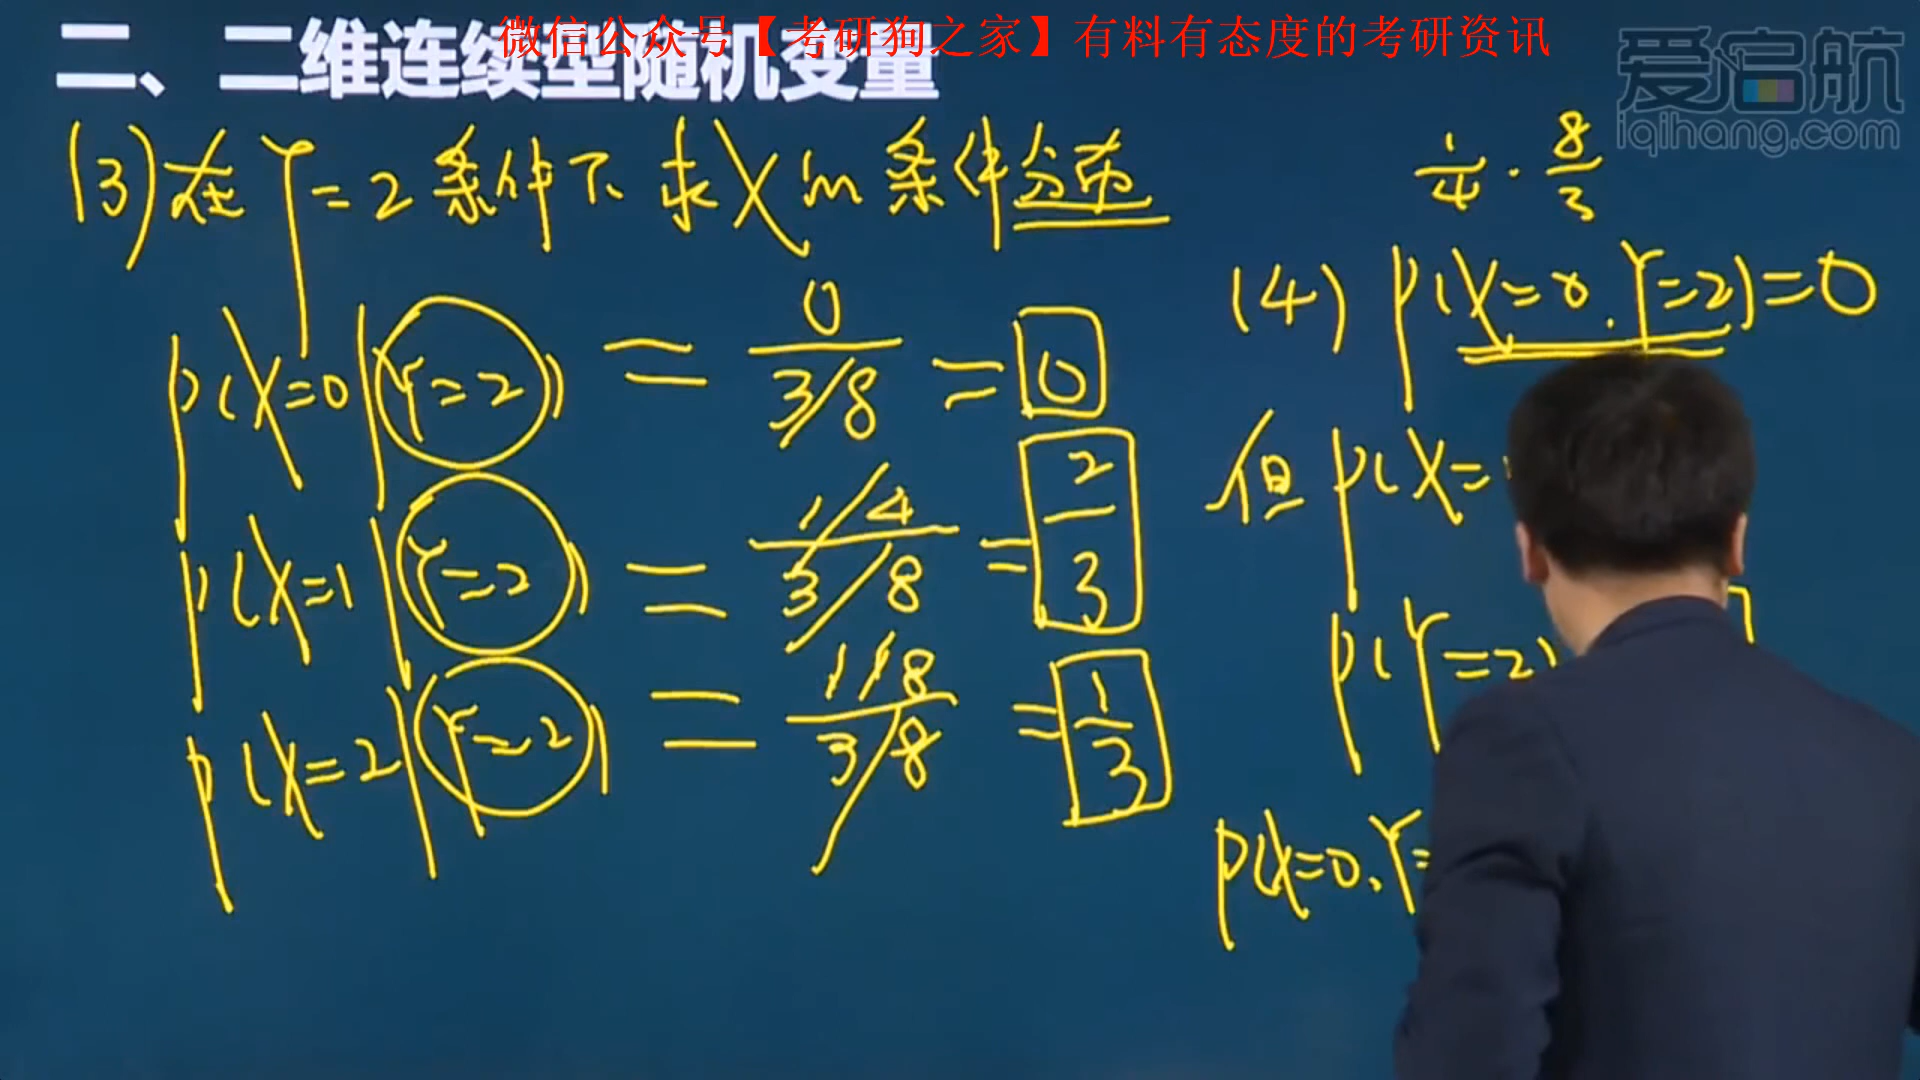 微信公众号【考研狗之家】有料有态度的考研资讯
二、二维连续型随机变量
爱启航
iqihang.com
(3) 在 Y=2 条件下 求 X 的 条件分布
P(X=0|Y=2) = 0/(3/8) = 0
P(X=1|Y=2) = (1/4)/(3/8) = 2/3
P(X=2|Y=2) = (1/8)/(3/8) = 1/3
1/4 · 8/3
(4) P(X=0, Y=2)=0
但 P(X=
P(Y=2)
P(X=0, Y=